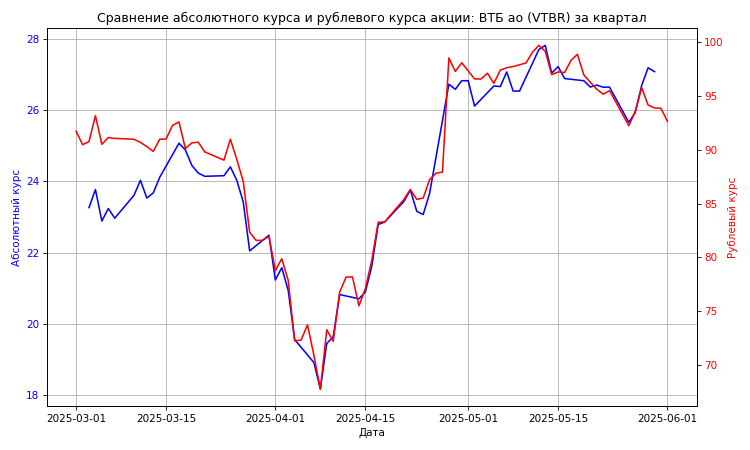 Сравнение абсолютного курса и рублевого курса акции: ВТБ ао (VTBR) за квартал
28
26
24
22
20
18
Абсолютный курс
100
95
90
85
80
75
70
Рублевый курс
2025-03-01 2025-03-15 2025-04-01 2025-04-15 2025-05-01 2025-05-15 2025-06-01
Дата